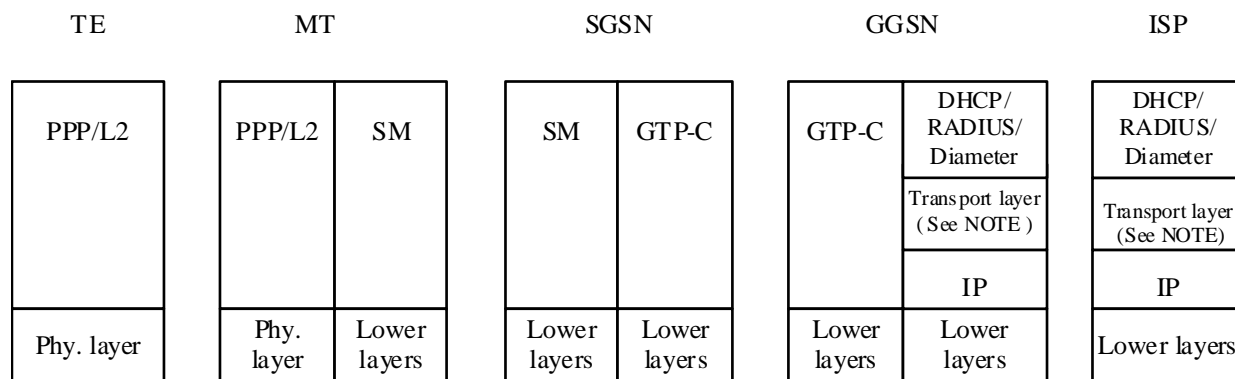 TE
MT
SGSN
GGSN
ISP
PPP/L2
Phy. layer
PPP/L2
SM
Phy.
layer
Lower
layers
SM
GTP-C
Lower
layers
Lower
layers
GTP-C
DHCP/
RADIUS/
Diameter
Transport layer
(See NOTE )
IP
Lower
layers
Lower
layers
DHCP/
RADIUS/
Diameter
Transport layer
(See NOTE)
IP
Lower layers